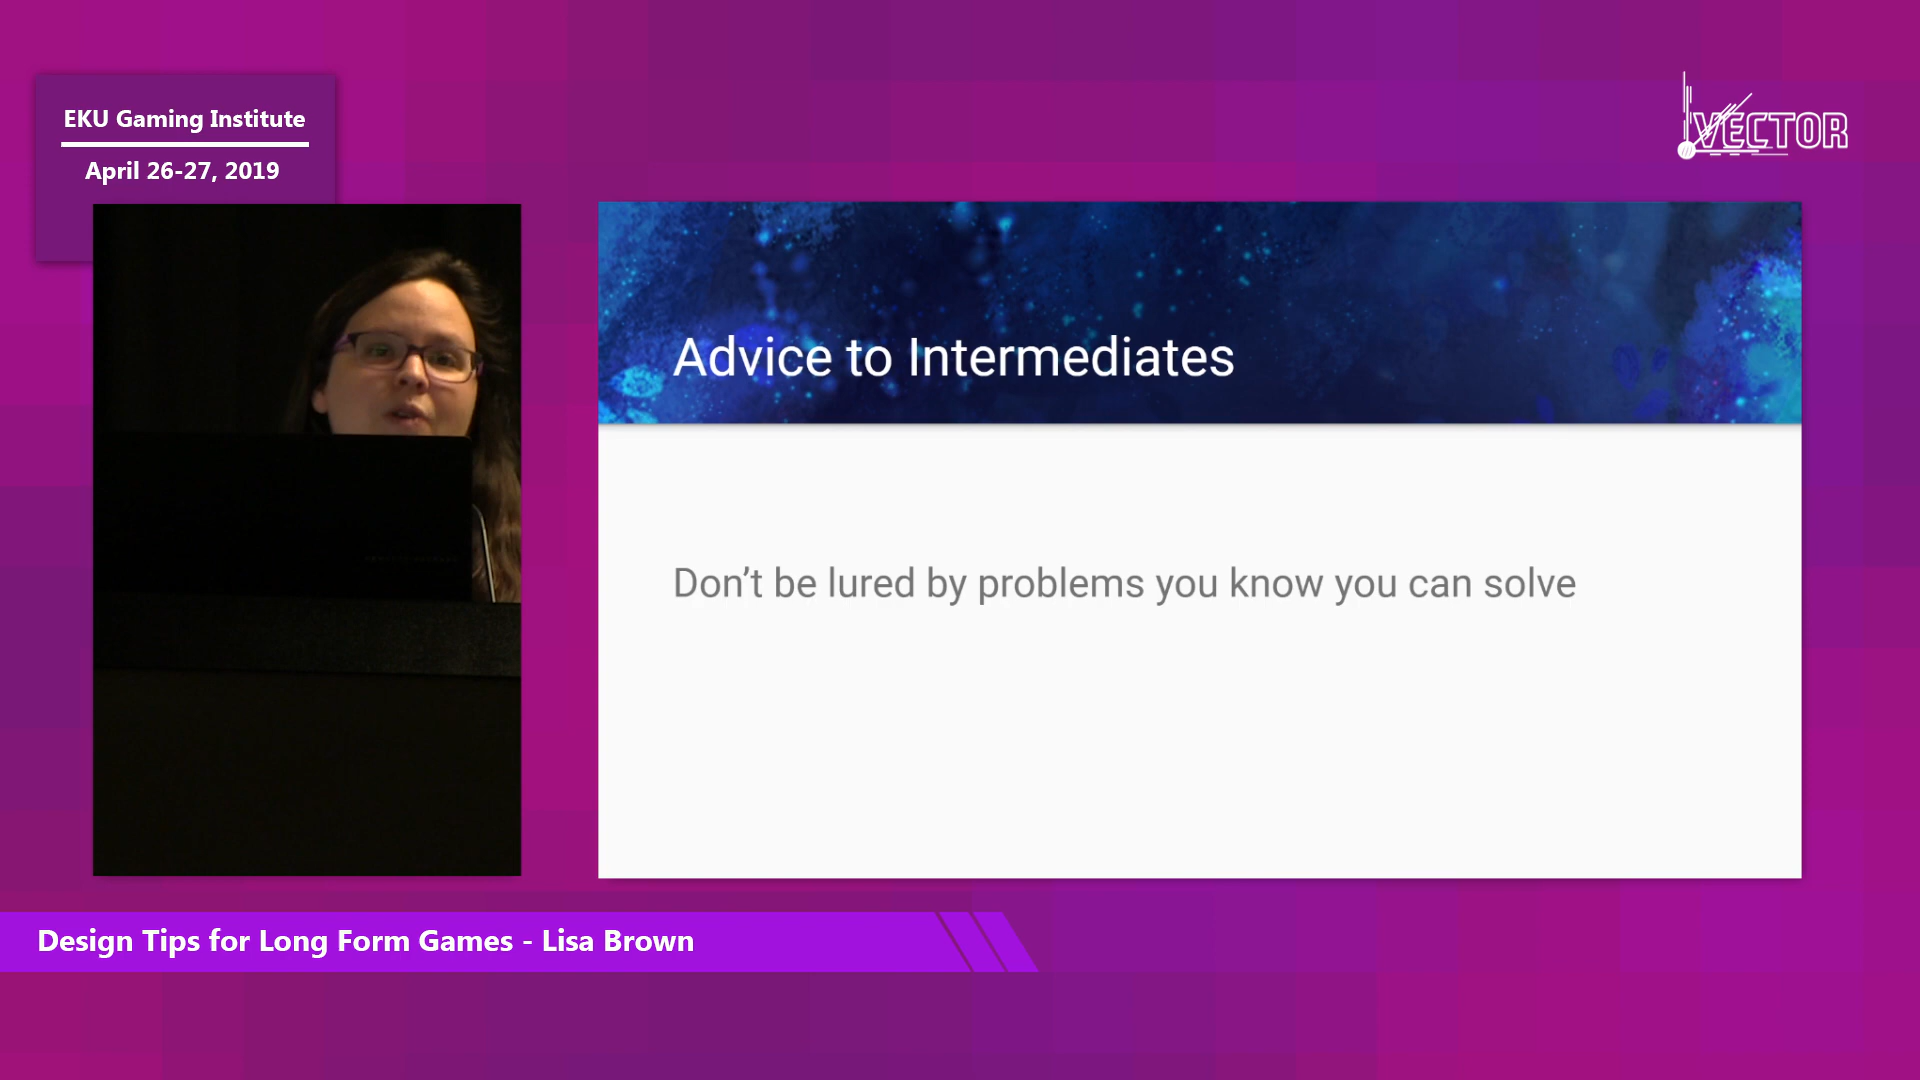 EKU Gaming Institute
April 26-27, 2019
VECTOR
Advice to Intermediates
Don’t be lured by problems you know you can solve
Design Tips for Long Form Games - Lisa Brown